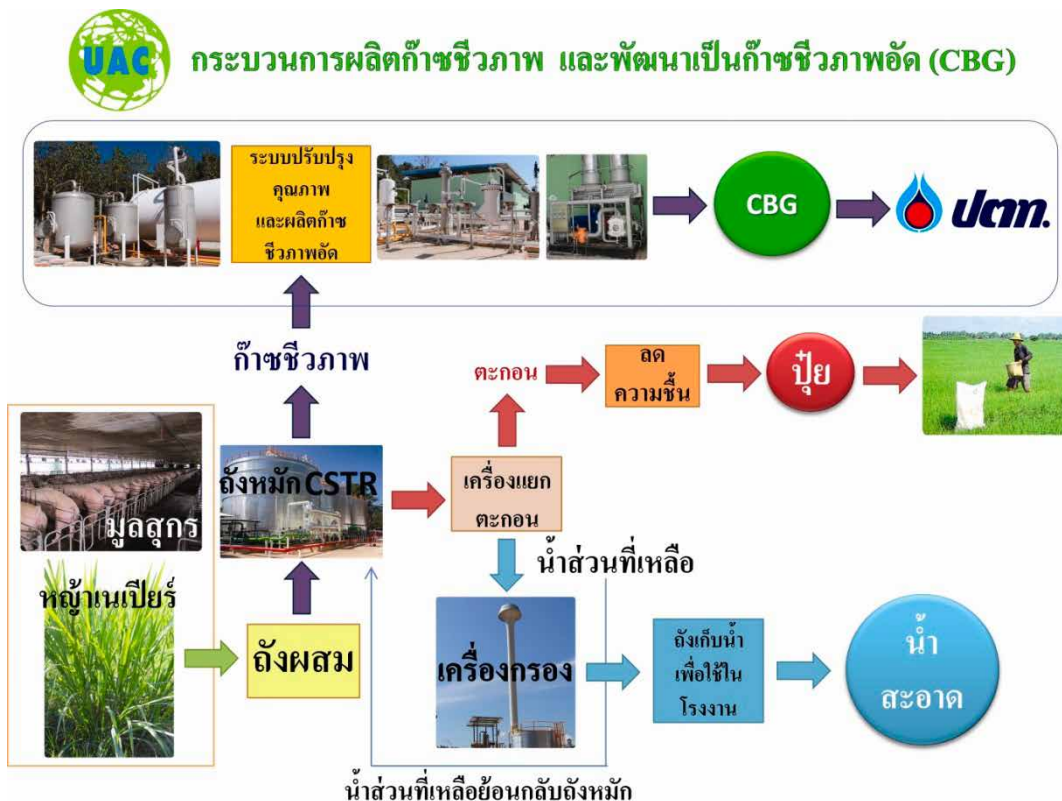 UAC
กระบวนการผลิตก๊าซชีวภาพ และพัฒนาเป็นก๊าซชีวภาพอัด (CBG)
ระบบปรับปรุง
คุณภาพ
และผลิตก๊าซ
ชีวภาพอัด
CBG
ปตท.
ก๊าซชีวภาพ
ตะกอน
ลด
ความชื้น
ปุ๋ย
มูลสุกร
ถังหมักCSTR
เครื่องแยก
ตะกอน
น้ำส่วนที่เหลือ
หญ้าเนเปียร์
ถังผสม
เครื่องกรอง
ถังเก็บน้ำ
เพื่อใช้ใน
โรงงาน
น้ำ
สะอาด
น้ำส่วนที่เหลือย้อนกลับถังหมัก